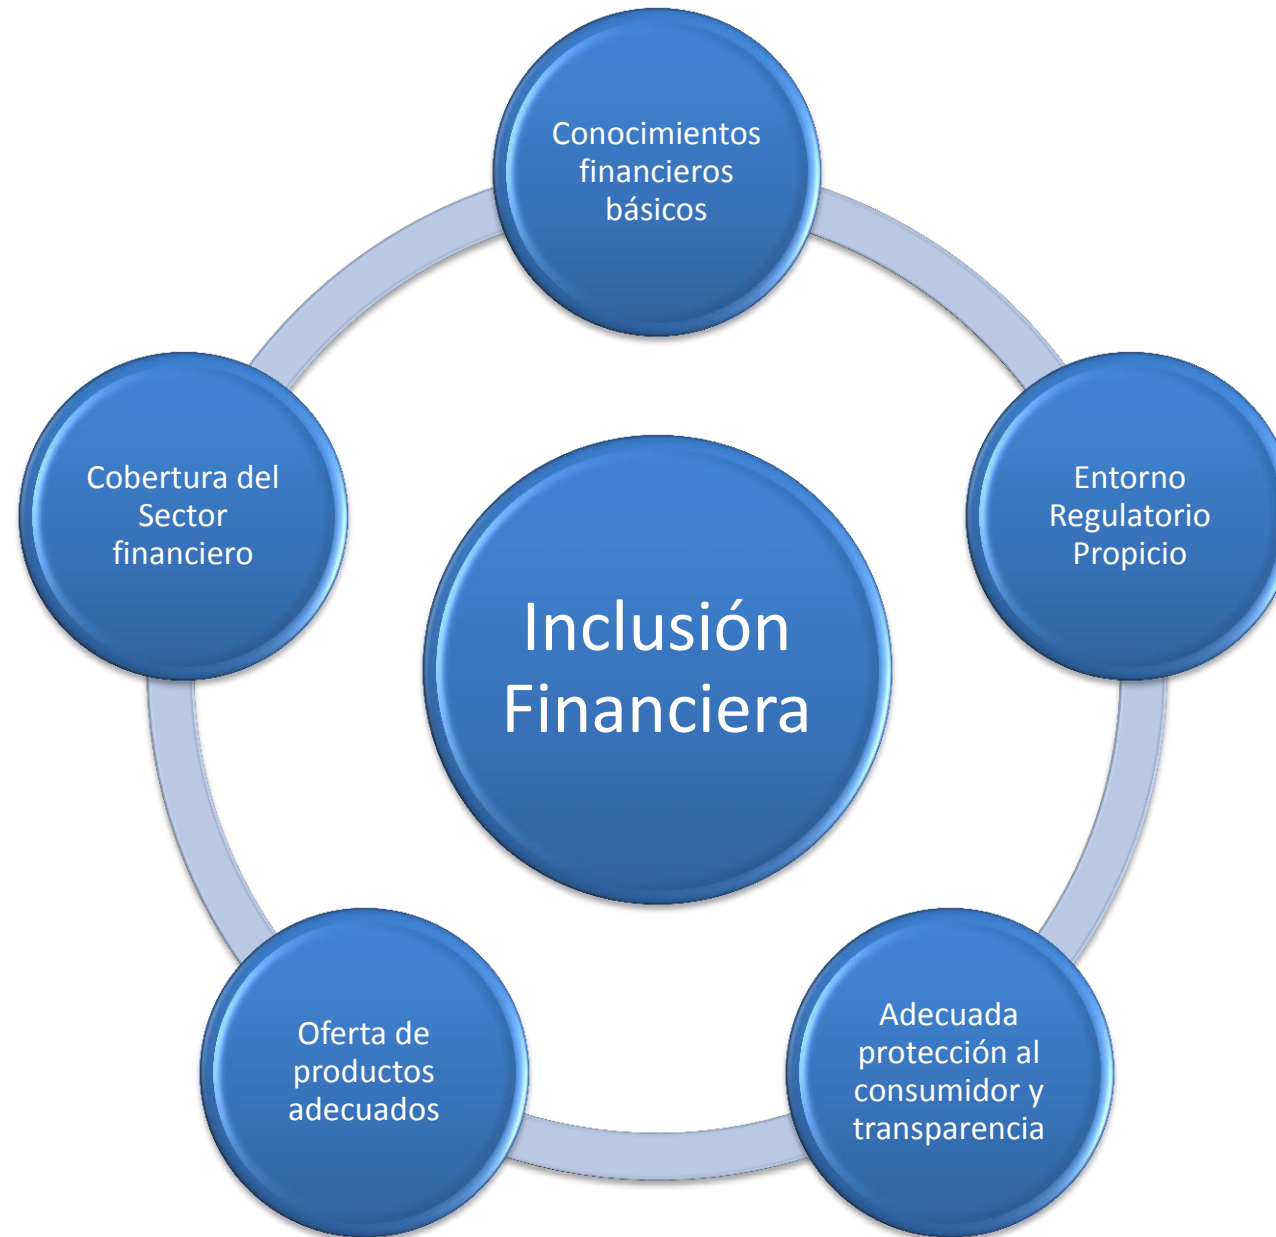 Conocimientos
financieros
básicos
Cobertura del
Sector
financiero
Entorno
Regulatorio
Propicio
Inclusión
Financiera
Oferta de
productos
adecuados
Adecuada
protección al
consumidor y
transparencia